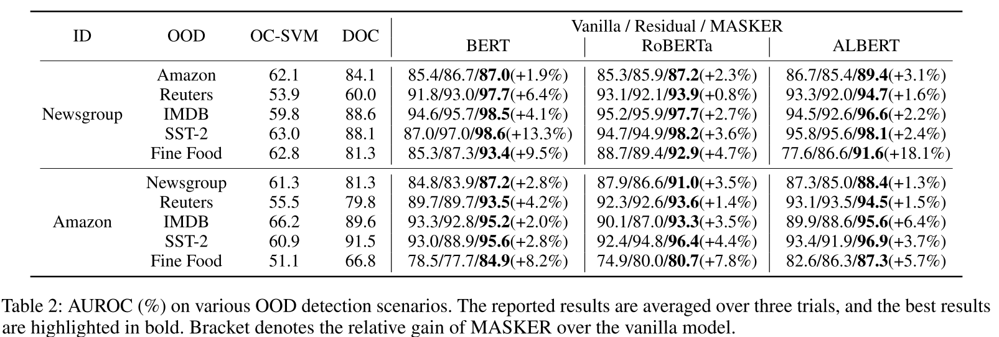 Vanilla / Residual / MASKER
ID OOD OC-SVM DOC
BERT RoBERTa ALBERT
Amazon 62.1 84.1 85.4/86.7/87.0(+1.9%) 85.3/85.9/87.2(+2.3%) 86.7/85.4/89.4(+3.1%)
Reuters 53.9 60.0 91.8/93.0/97.7(+6.4%) 93.1/92.1/93.9(+0.8%) 93.3/92.0/94.7(+1.6%)
Newsgroup IMDB 59.8 88.6 94.6/95.7/98.5(+4.1%) 95.2/95.9/97.7(+2.7%) 94.5/92.6/96.6(+2.2%)
SST-2 63.0 88.1 87.0/97.0/98.6(+13.3%) 94.7/94.9/98.2(+3.6%) 95.8/95.6/98.1(+2.4%)
Fine Food 62.8 81.3 85.3/87.3/93.4(+9.5%) 88.7/89.4/92.9(+4.7%) 77.6/86.6/91.6(+18.1%)
Newsgroup 61.3 81.3 84.8/83.9/87.2(+2.8%) 87.9/86.6/91.0(+3.5%) 87.3/85.0/88.4(+1.3%)
Reuters 55.5 79.8 89.7/89.7/93.5(+4.2%) 92.3/92.6/93.6(+1.4%) 93.1/93.5/94.5(+1.5%)
Amazon IMDB 66.2 89.6 93.3/92.8/95.2(+2.0%) 90.1/87.0/93.3(+3.5%) 89.9/88.6/95.6(+6.4%)
SST-2 60.9 91.5 93.0/88.9/95.6(+2.8%) 92.4/94.8/96.4(+4.4%) 93.4/91.9/96.9(+3.7%)
Fine Food 51.1 66.8 78.5/77.7/84.9(+8.2%) 74.9/80.0/80.7(+7.8%) 82.6/86.3/87.3(+5.7%)
Table 2: AUROC (%) on various OOD detection scenarios. The reported results are averaged over three trials, and the best results
are highlighted in bold. Bracket denotes the relative gain of MASKER over the vanilla model.